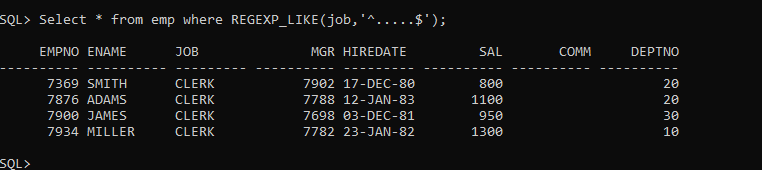 SQL> Select * from emp where REGEXP_LIKE(job,'^.....$');
EMPNO ENAME      JOB              MGR HIREDATE         SAL       COMM     DEPTNO
---------- ---------- --------- ---------- --------- ---------- ---------- ----------
7369 SMITH      CLERK           7902 17-DEC-80        800                    20
7876 ADAMS      CLERK           7788 12-JAN-83       1100                    20
7900 JAMES      CLERK           7698 03-DEC-81        950                    30
7934 MILLER     CLERK           7782 23-JAN-82       1300                    10
SQL>